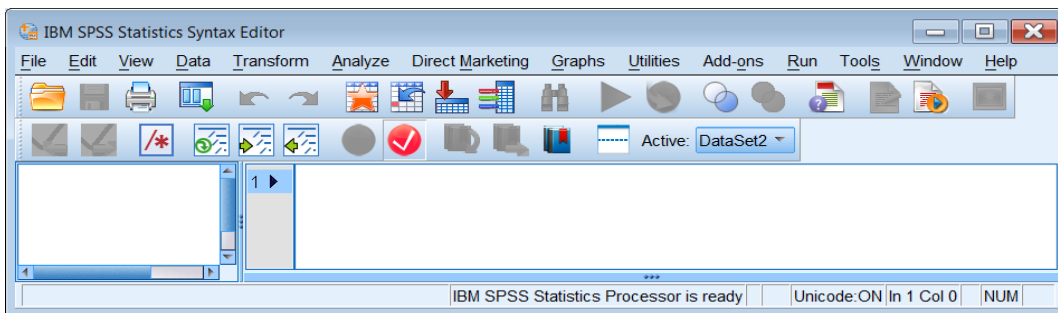 IBM SPSS Statistics Syntax Editor
File Edit View Data Transform Analyze Direct Marketing Graphs Utilities Add-ons Run Tools Window Help
/*
Active: DataSet2
1
IBM SPSS Statistics Processor is ready Unicode:ON In 1 Col 0 NUM